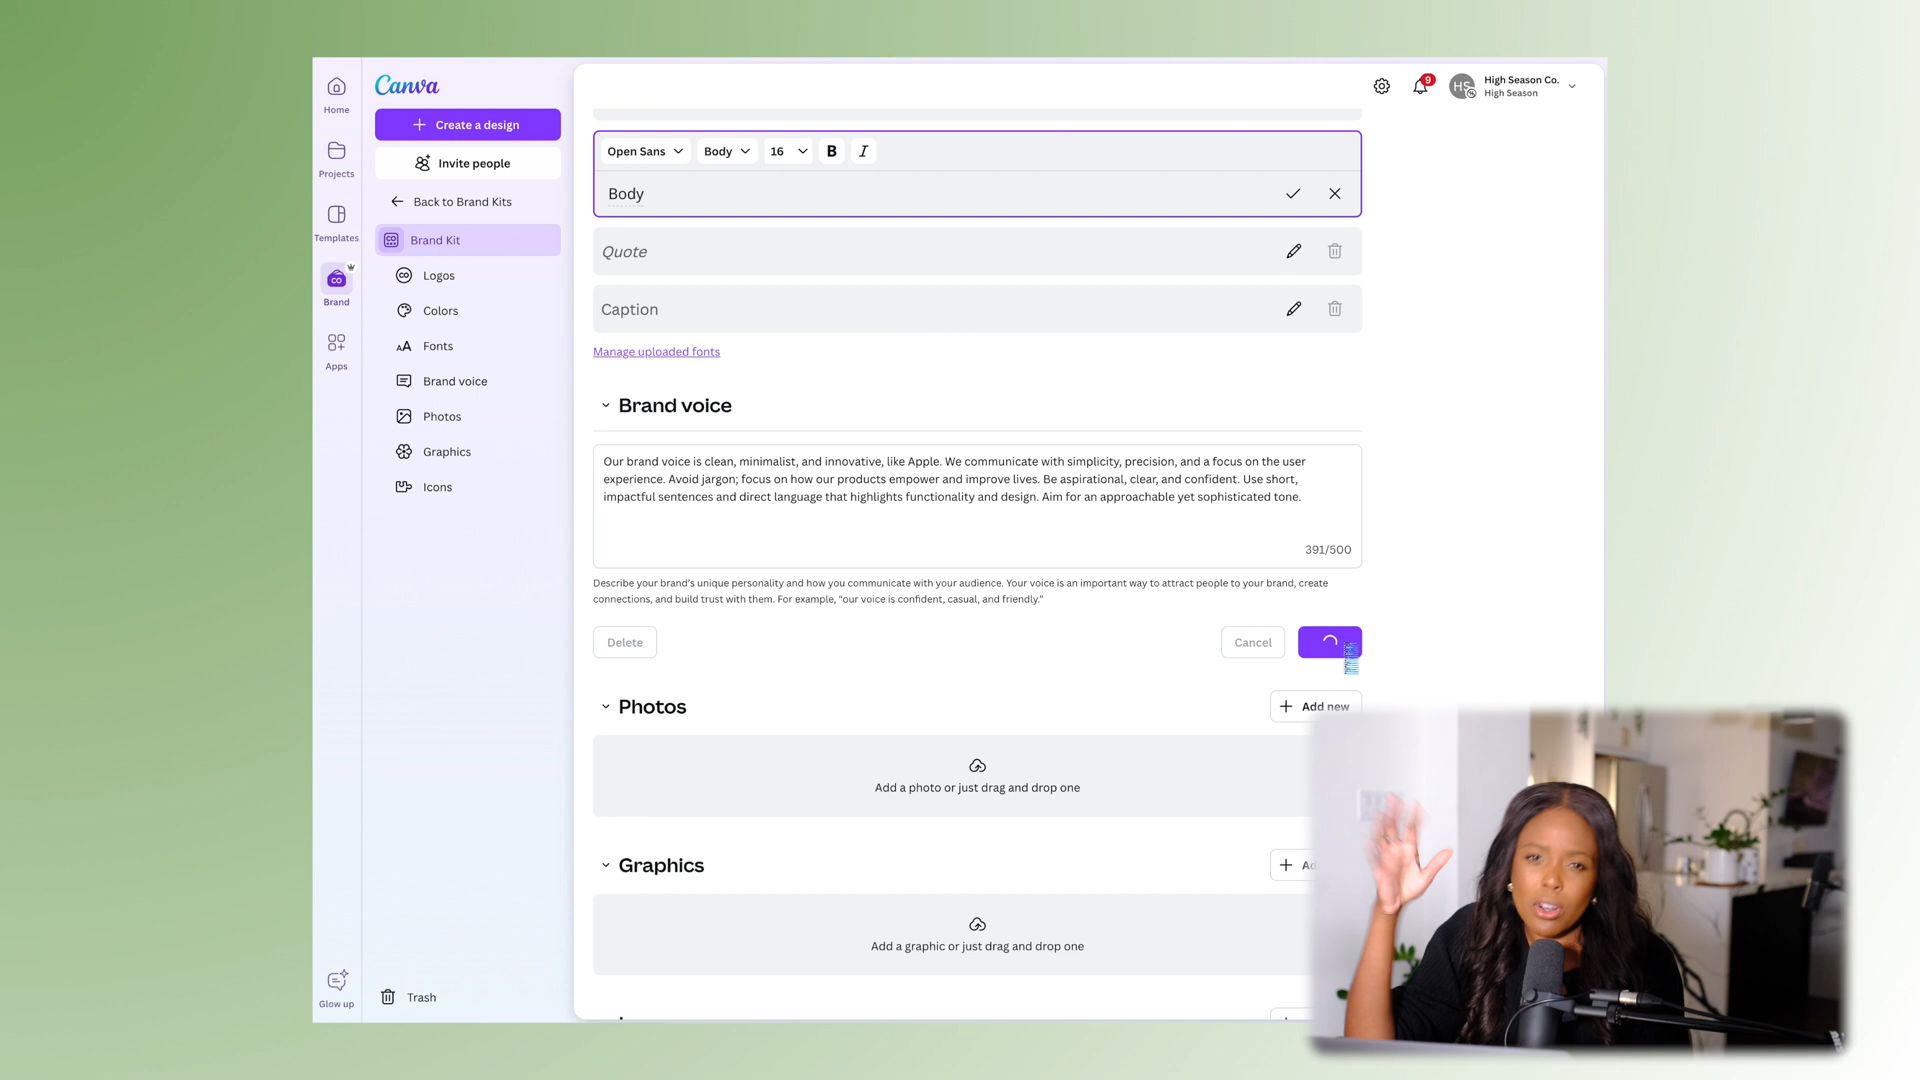 Canva
Home
Projects
Templates
CO
Brand
Apps
Glow up
Create a design
Invite people
Back to Brand Kits
Brand Kit
Logos
Colors
Fonts
Brand voice
Photos
Graphics
Icons
Trash
9
HS
High Season Co.
High Season
Open Sans
Body
16
B
I
Body
Quote
Caption
Manage uploaded fonts
Brand voice
Our brand voice is clean, minimalist, and innovative, like Apple. We communicate with simplicity, precision, and a focus on the user
experience. Avoid jargon; focus on how our products empower and improve lives. Be aspirational, clear, and confident. Use short,
impactful sentences and direct language that highlights functionality and design. Aim for an approachable yet sophisticated tone.
391/500
Describe your brand's unique personality and how you communicate with your audience. Your voice is an important way to attract people to your brand, create
connections, and build trust with them. For example, “our voice is confident, casual, and friendly.”
Delete
Cancel
Photos
Add new
Add a photo or just drag and drop one
Graphics
Add a graphic or just drag and drop one